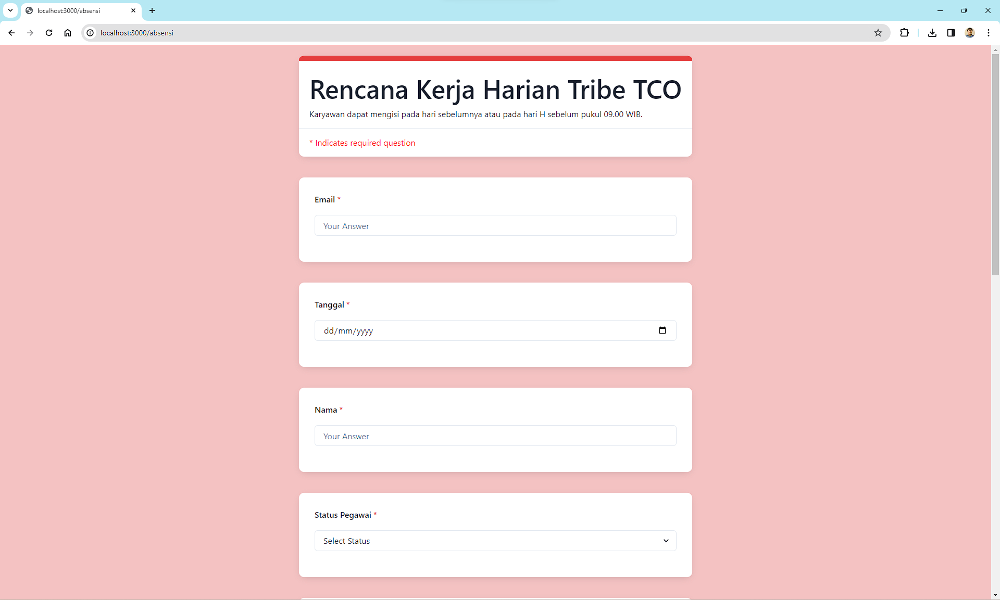 localhost:3000/absensi
localhost:3000/absensi
Rencana Kerja Harian Tribe TCO
Karyawan dapat mengisi pada hari sebelumnya atau pada hari H sebelum pukul 09.00 WIB.
* Indicates required question
Email *
Your Answer
Tanggal *
dd/mm/yyyy
Nama *
Your Answer
Status Pegawai *
Select Status